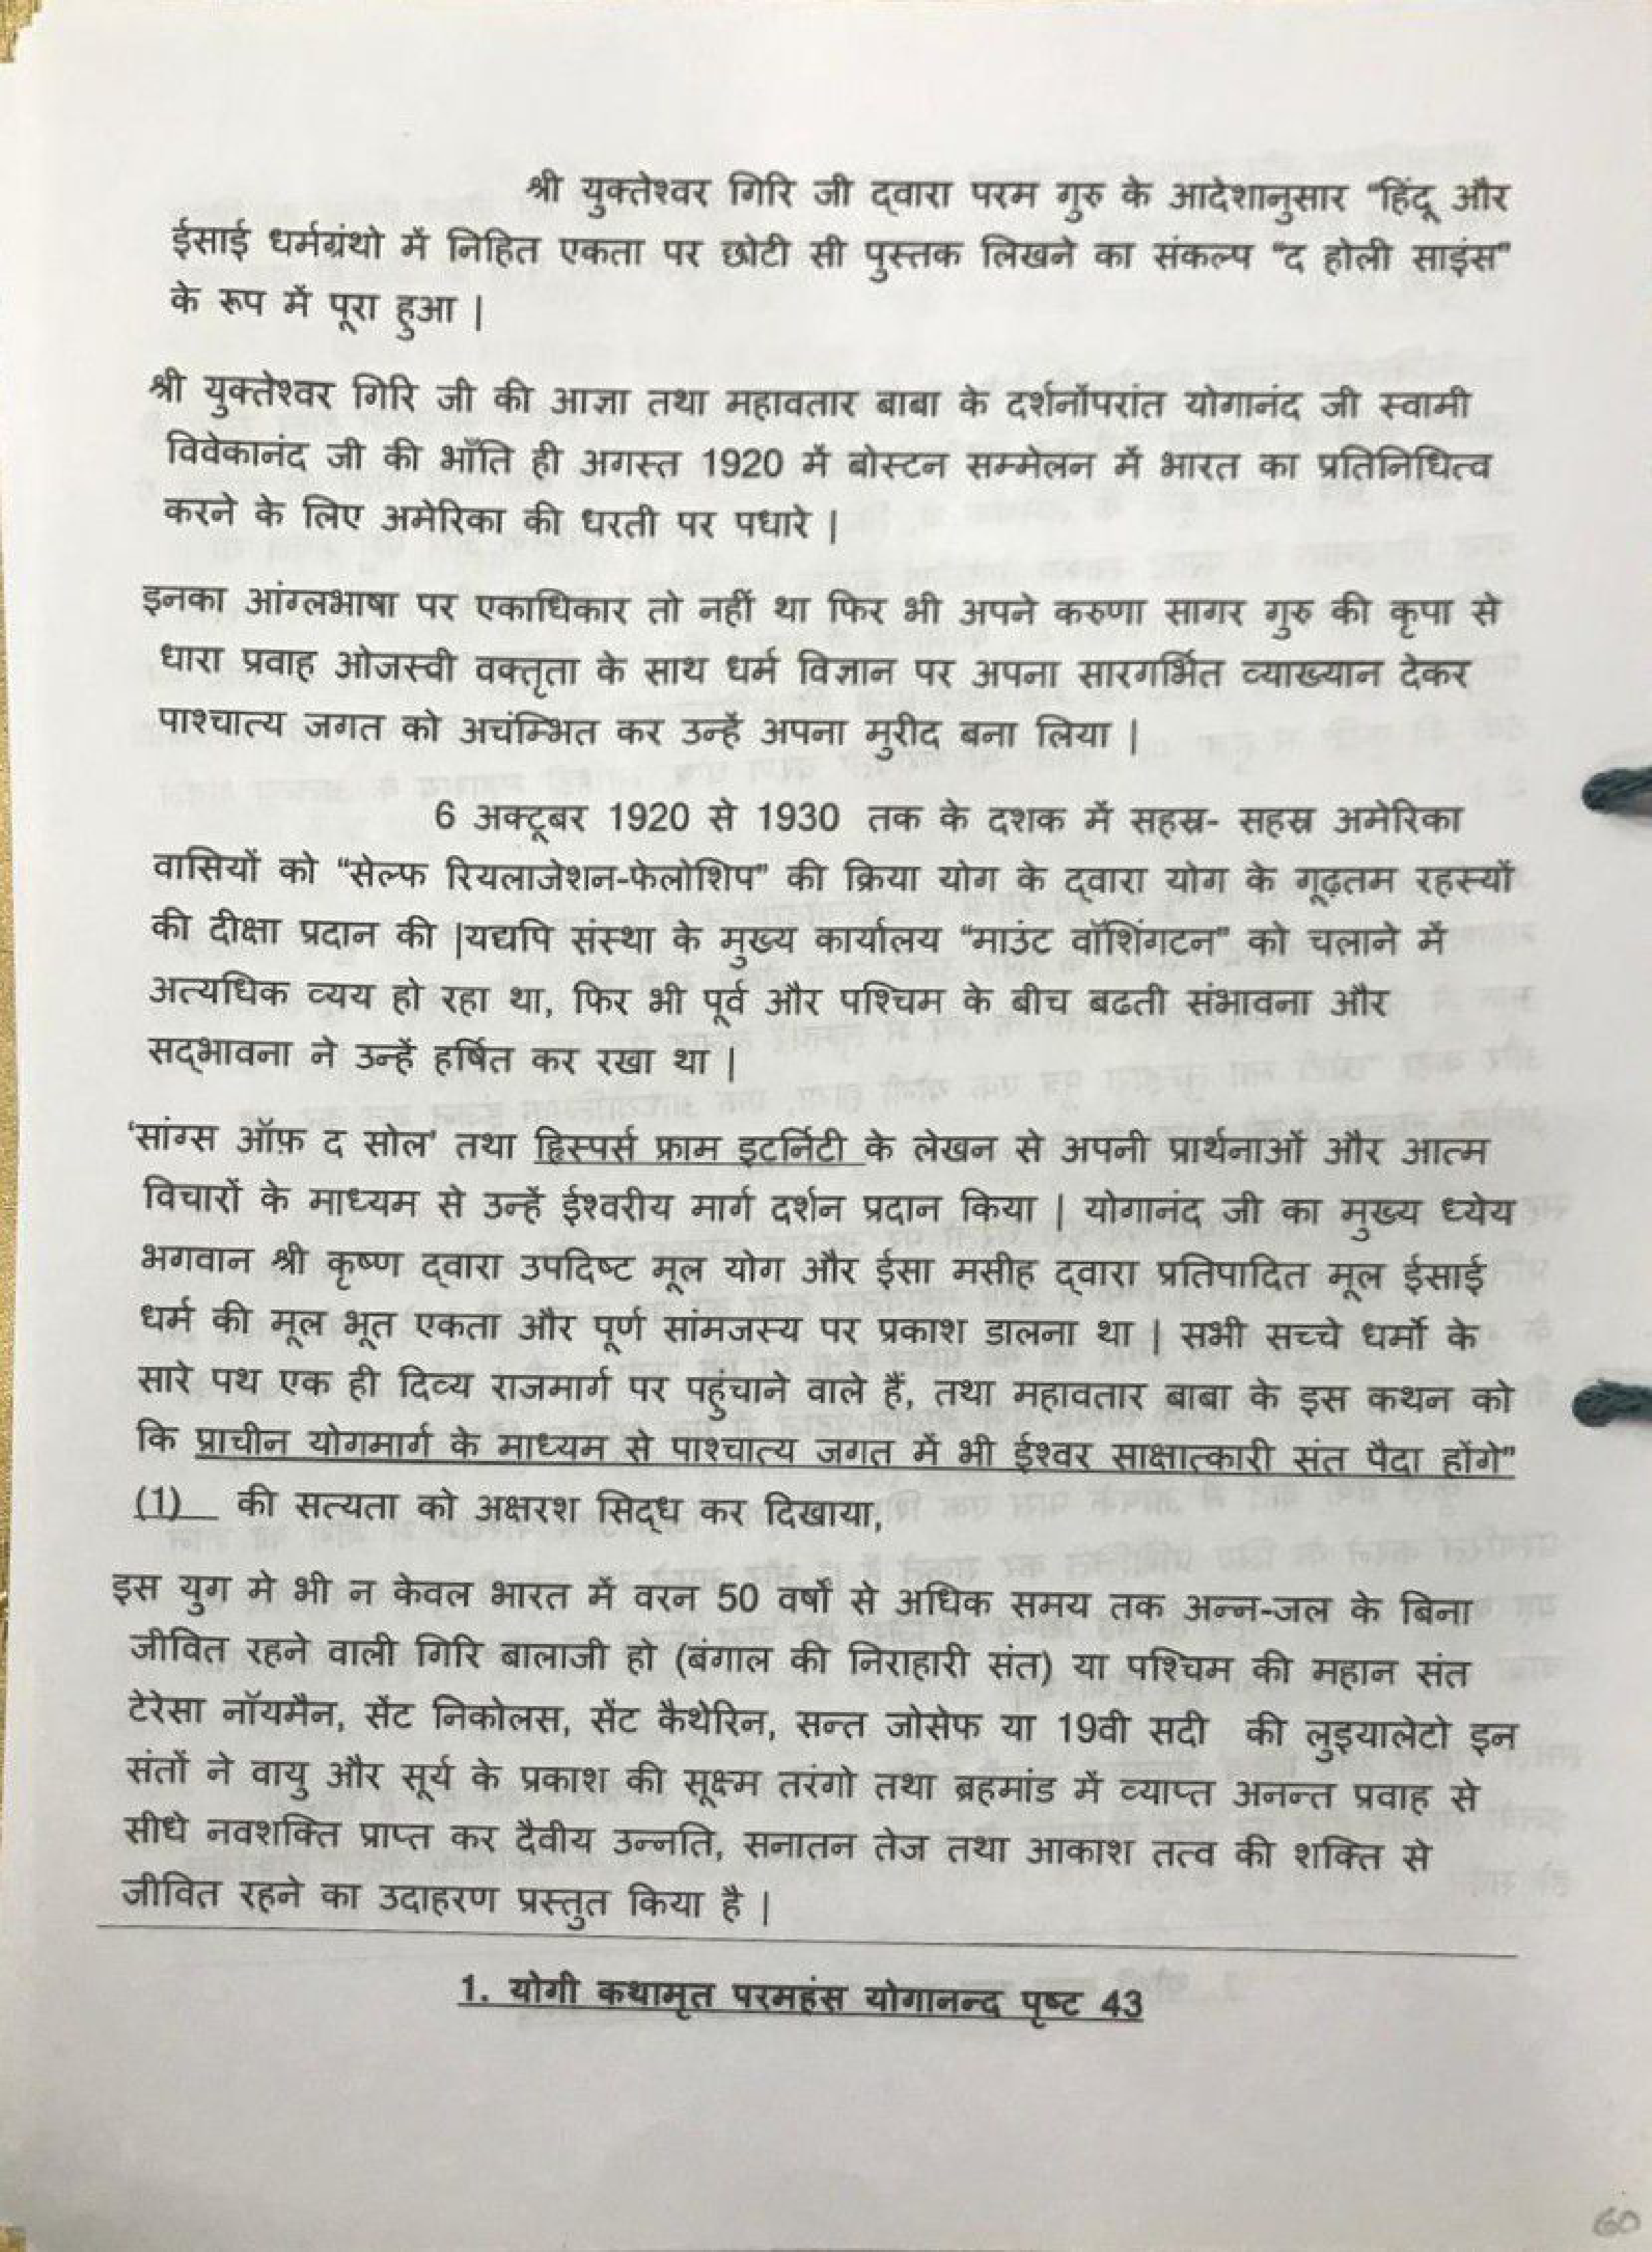 श्री युक्तेश्वर गिरि जी द्वारा परम गुरु के आदेशानुसार “हिंदू और
ईसाई धर्मग्रंथो में निहित एकता पर छोटी सी पुस्तक लिखने का संकल्प “द होली साइंस”
के रूप में पूरा हुआ |
श्री युक्तेश्वर गिरि जी की आज्ञा तथा महावतार बाबा के दर्शनोंपरांत योगानंद जी स्वामी
विवेकानंद जी की भाँति ही अगस्त 1920 में बोस्टन सम्मेलन में भारत का प्रतिनिधित्व
करने के लिए अमेरिका की धरती पर पधारे |
इनका आंग्लभाषा पर एकाधिकार तो नहीं था फिर भी अपने करुणा सागर गुरु की कृपा से
धारा प्रवाह ओजस्वी वक्तृता के साथ धर्म विज्ञान पर अपना सारगर्भित व्याख्यान देकर
पाश्चात्य जगत को अचंम्भित कर उन्हें अपना मुरीद बना लिया |
6 अक्टूबर 1920 से 1930 तक के दशक में सहस्र- सहस्र अमेरिका
वासियों को “सेल्फ रियलाजेशन-फेलोशिप” की क्रिया योग के द्वारा योग के गूढ़तम रहस्यों
की दीक्षा प्रदान की |यद्यपि संस्था के मुख्य कार्यालय “माउंट वॉशिंगटन” को चलाने में
अत्यधिक व्यय हो रहा था, फिर भी पूर्व और पश्चिम के बीच बढती संभावना और
सद्भावना ने उन्हें हर्षित कर रखा था |
‘सांग्स ऑफ़ द सोल’ तथा ह्विस्पर्स फ्राम इटर्निटी के लेखन से अपनी प्रार्थनाओं और आत्म
विचारों के माध्यम से उन्हें ईश्वरीय मार्ग दर्शन प्रदान किया | योगानंद जी का मुख्य ध्येय
भगवान श्री कृष्ण द्वारा उपदिष्ट मूल योग और ईसा मसीह द्वारा प्रतिपादित मूल ईसाई
धर्म की मूल भूत एकता और पूर्ण सांमजस्य पर प्रकाश डालना था | सभी सच्चे धर्मो के
सारे पथ एक ही दिव्य राजमार्ग पर पहुंचाने वाले हैं, तथा महावतार बाबा के इस कथन को
कि प्राचीन योगमार्ग के माध्यम से पाश्चात्य जगत में भी ईश्वर साक्षात्कारी संत पैदा होंगे”
(1) की सत्यता को अक्षरश सिद्ध कर दिखाया,
इस युग मे भी न केवल भारत में वरन 50 वर्षों से अधिक समय तक अन्न-जल के बिना
जीवित रहने वाली गिरि बालाजी हो (बंगाल की निराहारी संत) या पश्चिम की महान संत
टेरेसा नॉयमैन, सेंट निकोलस, सेंट कैथेरिन, सन्त जोसेफ या 19वी सदी की लुइयालेटो इन
संतों ने वायु और सूर्य के प्रकाश की सूक्ष्म तरंगो तथा ब्रहमांड में व्याप्त अनन्त प्रवाह से
सीधे नवशक्ति प्राप्त कर दैवीय उन्नति, सनातन तेज तथा आकाश तत्व की शक्ति से
जीवित रहने का उदाहरण प्रस्तुत किया है |
1. योगी कथामृत परमहंस योगानन्द पृष्ट 43
60